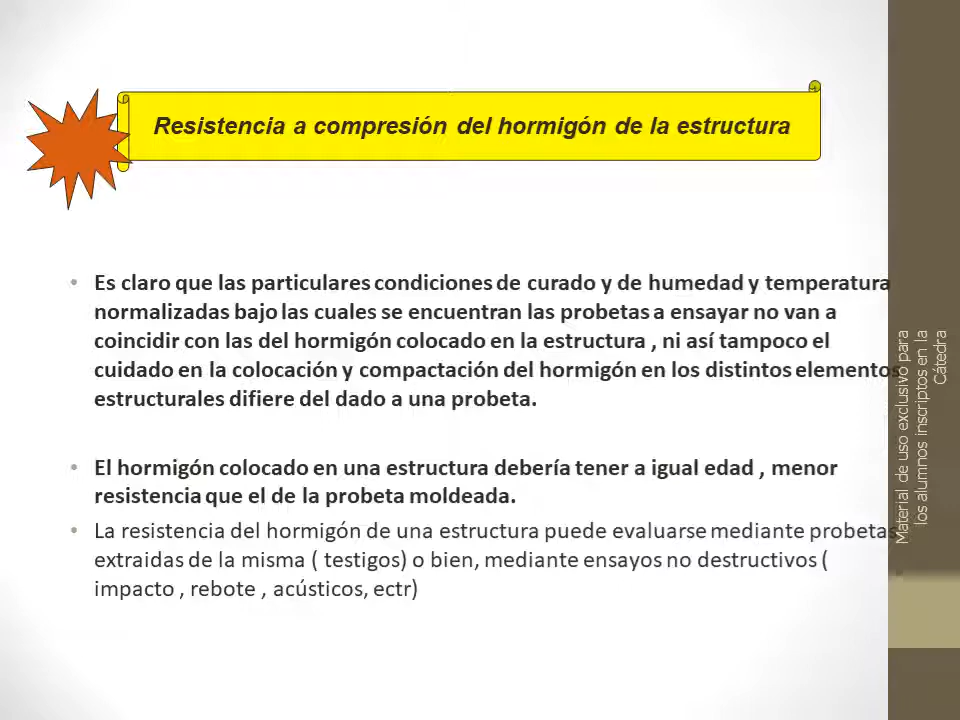 Resistencia a compresión del hormigón de la estructura
Es claro que las particulares condiciones de curado y de humedad y temperatura
normalizadas bajo las cuales se encuentran las probetas a ensayar no van a
coincidir con las del hormigón colocado en la estructura , ni así tampoco el
cuidado en la colocación y compactación del hormigón en los distintos elementos
estructurales difiere del dado a una probeta.
El hormigón colocado en una estructura debería tener a igual edad , menor
resistencia que el de la probeta moldeada.
La resistencia del hormigón de una estructura puede evaluarse mediante probetas
extraidas de la misma ( testigos) o bien, mediante ensayos no destructivos (
impacto , rebote , acústicos, ectr)
Material de uso exclusivo para
los alumnos inscriptos en la
Cátedra